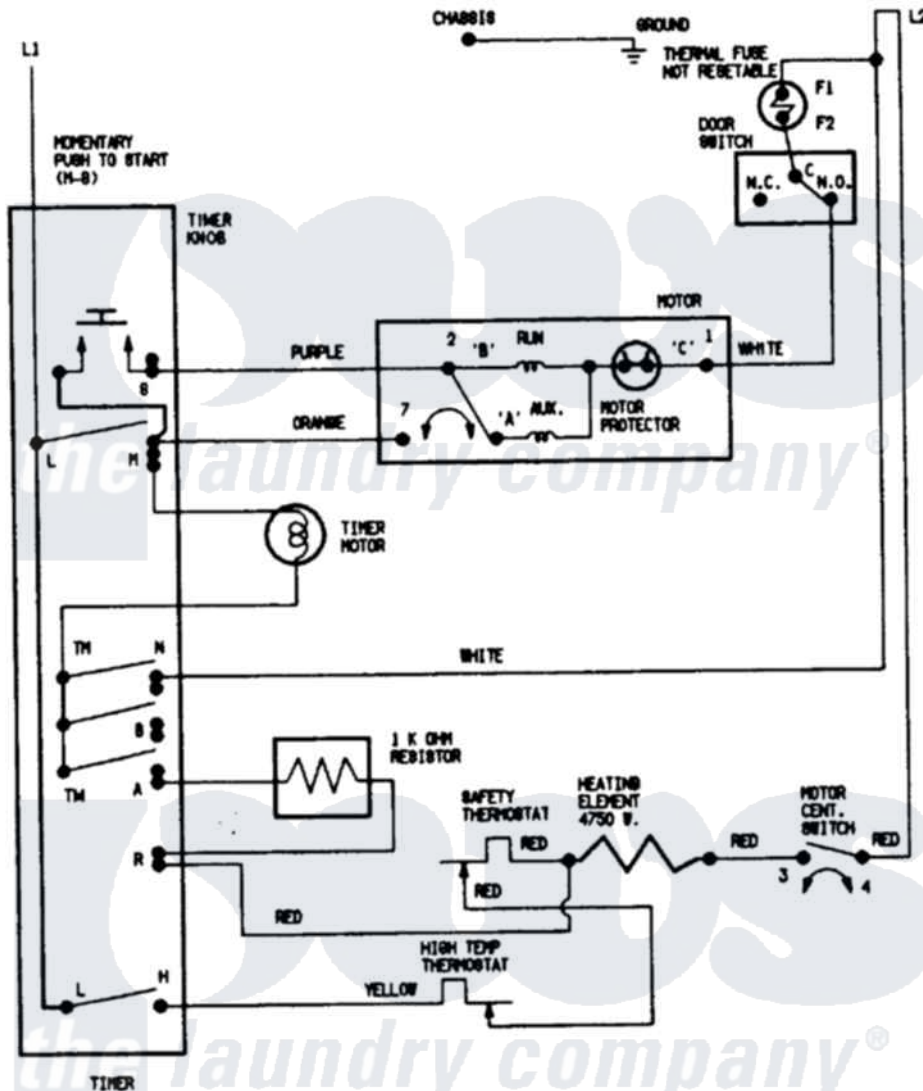 CHASSIS
GROUND
L1
L2
THERMAL FUSE
NOT RESETABLE
F1
F2
DOOR
SWITCH
N.C.
C
N.O.
MOMENTARY
PUSH TO START
(M-S)
TIMER
KNOB
MOTOR
PURPLE
2
'B'
RUN
'C'
1
WHITE
S
ORANGE
7
'A'
AUX.
MOTOR
PROTECTOR
L
M
the laundry company®
TIMER
MOTOR
TM
N
WHITE
B
1 K OHM
RESISTOR
TM
A
SAFETY
THERMOSTAT
HEATING
ELEMENT
4750 W.
MOTOR
CENT.
SWITCH
RED
RED
RED
R
RED
3
4
RED
HIGH TEMP
THERMOSTAT
L
H
YELLOW
the laundry company®
TIMER